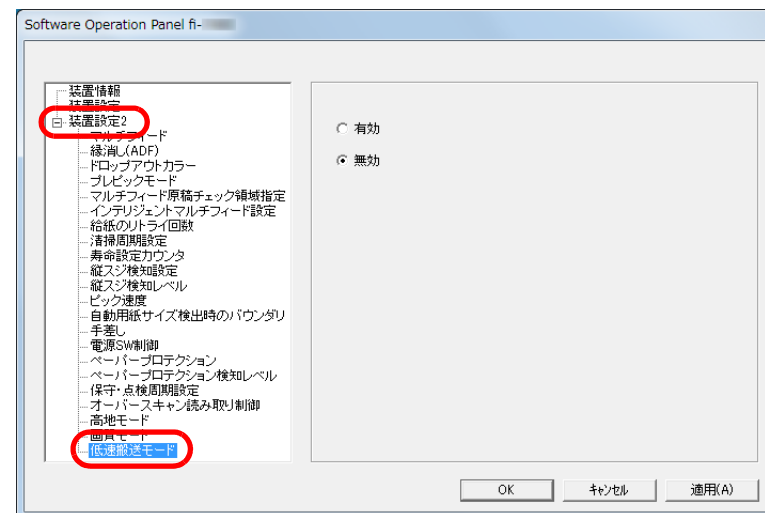 Software Operation Panel fi-
装置情報
装置設定
装置設定2
マルチフィード
縁消し(ADF)
ドロップアウトカラー
プレピックモード
マルチフィード原稿チェック領域指定
インテリジェントマルチフィード設定
給紙のリトライ回数
清掃周期設定
寿命設定カウンタ
縦スジ検知設定
縦スジ検知レベル
ピック速度
自動用紙サイズ検出時のバウンダリ
手差し
電源SW制御
ペーパープロテクション
ペーパープロテクション検知レベル
保守・点検周期設定
オーバースキャン読み取り制御
高地モード
画質モード
低速搬送モード
有効
無効
OK キャンセル 適用(A)